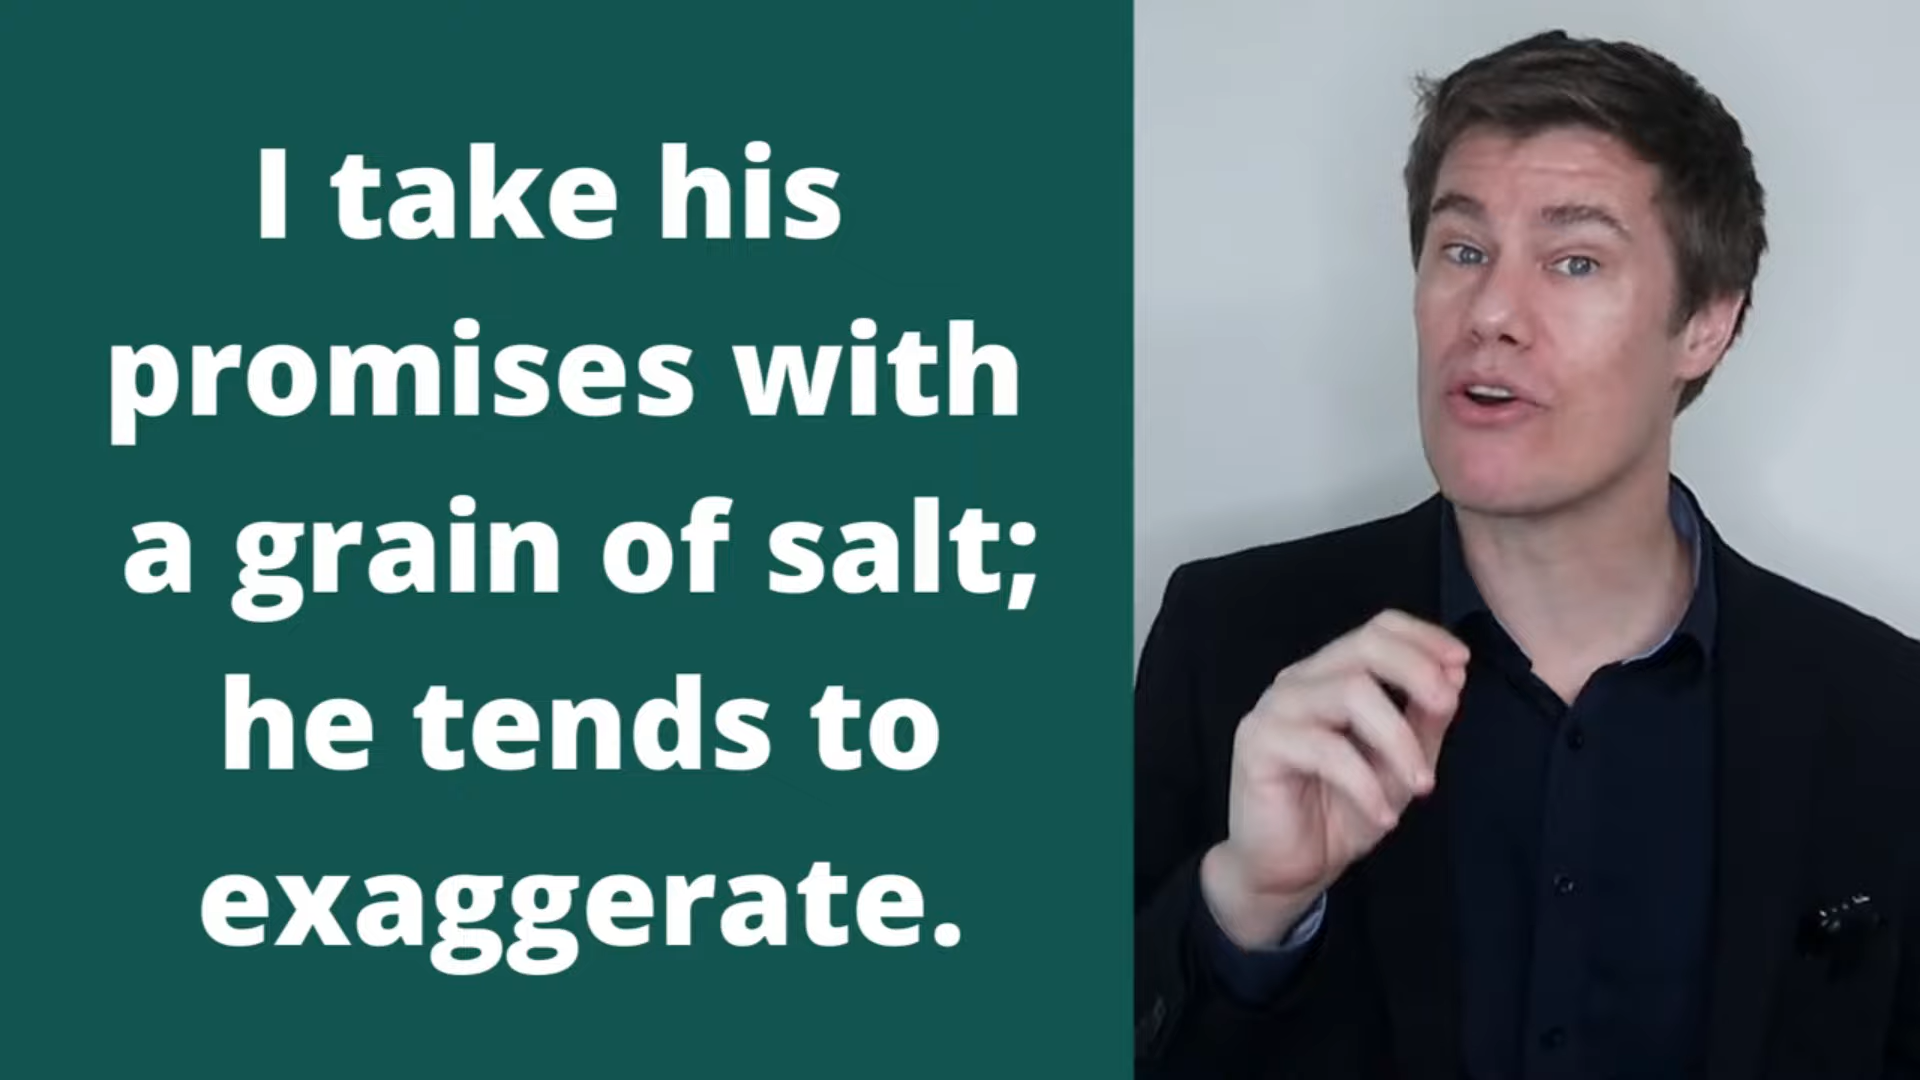 I take his
promises with
a grain of salt;
he tends to
exaggerate.